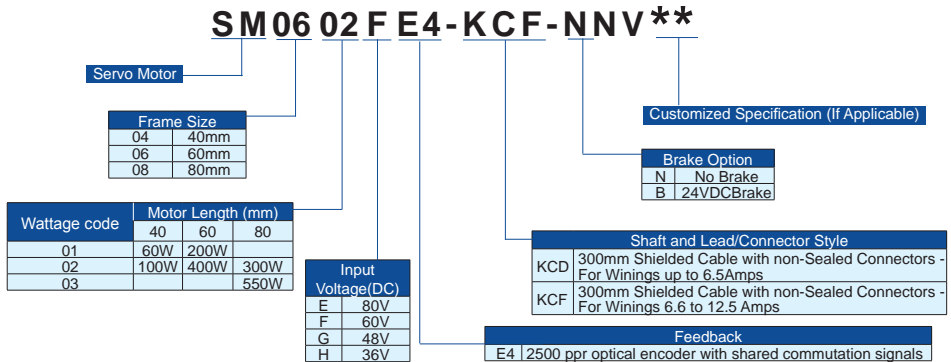 SM0602FE4-KCF-NNV**
Servo Motor
Customized Specification (If Applicable)
Frame Size
04 40mm
06 60mm
08 80mm
Brake Option
N No Brake
B 24VDCBrake
Wattage code Motor Length (mm)
40 60 80
01 60W 200W
02 100W 400W 300W
03 550W
Shaft and Lead/Connector Style
KCD 300mm Shielded Cable with non-Sealed Connectors -
For Winings up to 6.5Amps
KCF 300mm Shielded Cable with non-Sealed Connectors -
For Winings 6.6 to 12.5 Amps
Input
Voltage(DC)
E 80V
F 60V
G 48V
H 36V
Feedback
E4 2500 ppr optical encoder with shared commutation signals